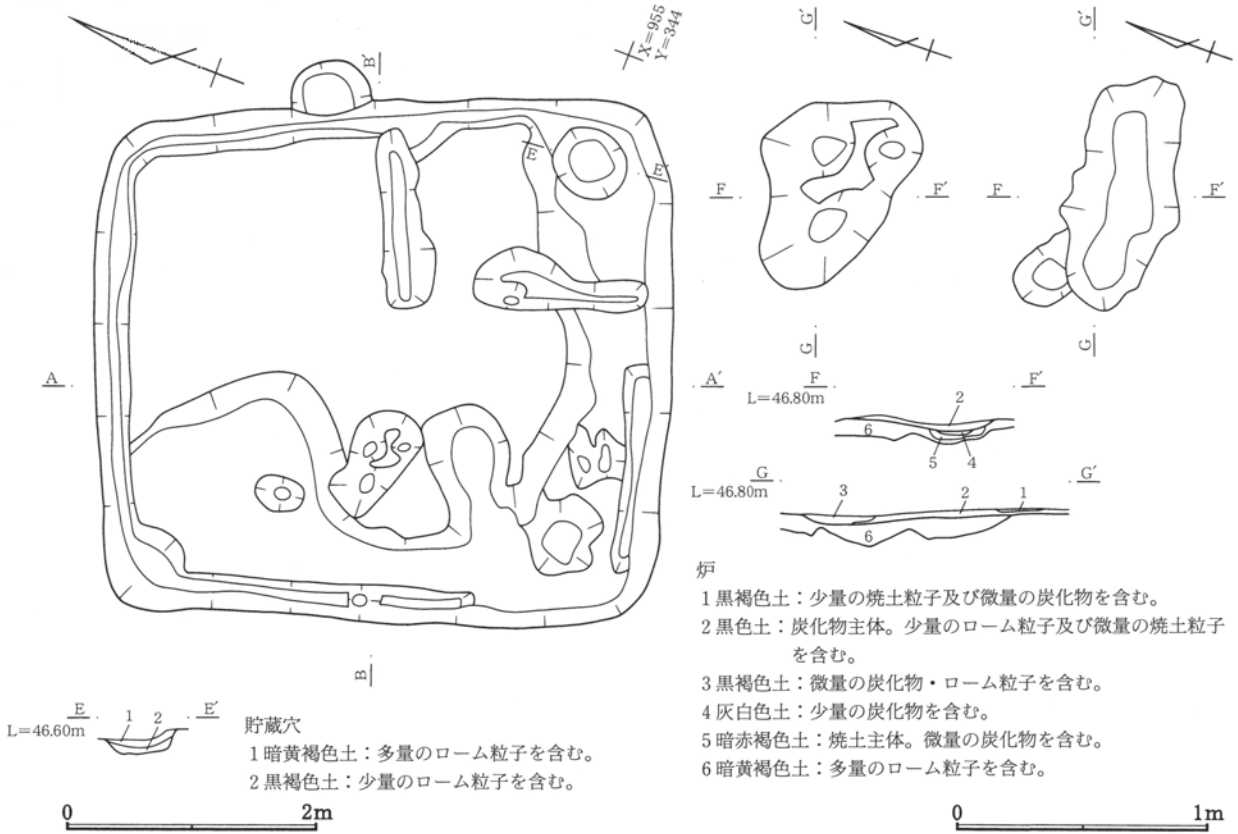 X=955
Y=344
B′
E
E′
A
A′
B
G′
G′
F
F′
F
F′
G
G
F
F′
L=46.80m
2
6
5
4
G
G′
L=46.80m
3
2
1
6
炉
1 黒褐色土：少量の焼土粒子及び微量の炭化物を含む。
2 黒色土：炭化物主体。少量のローム粒子及び微量の焼土粒子
を含む。
3 黒褐色土：微量の炭化物・ローム粒子を含む。
4 灰白色土：少量の炭化物を含む。
5 暗赤褐色土：焼土主体。微量の炭化物を含む。
6 暗黄褐色土：多量のローム粒子を含む。
E
E′
L=46.60m
1
2
貯蔵穴
1 暗黄褐色土：多量のローム粒子を含む。
2 黒褐色土：少量のローム粒子を含む。
0
2m
0
1m